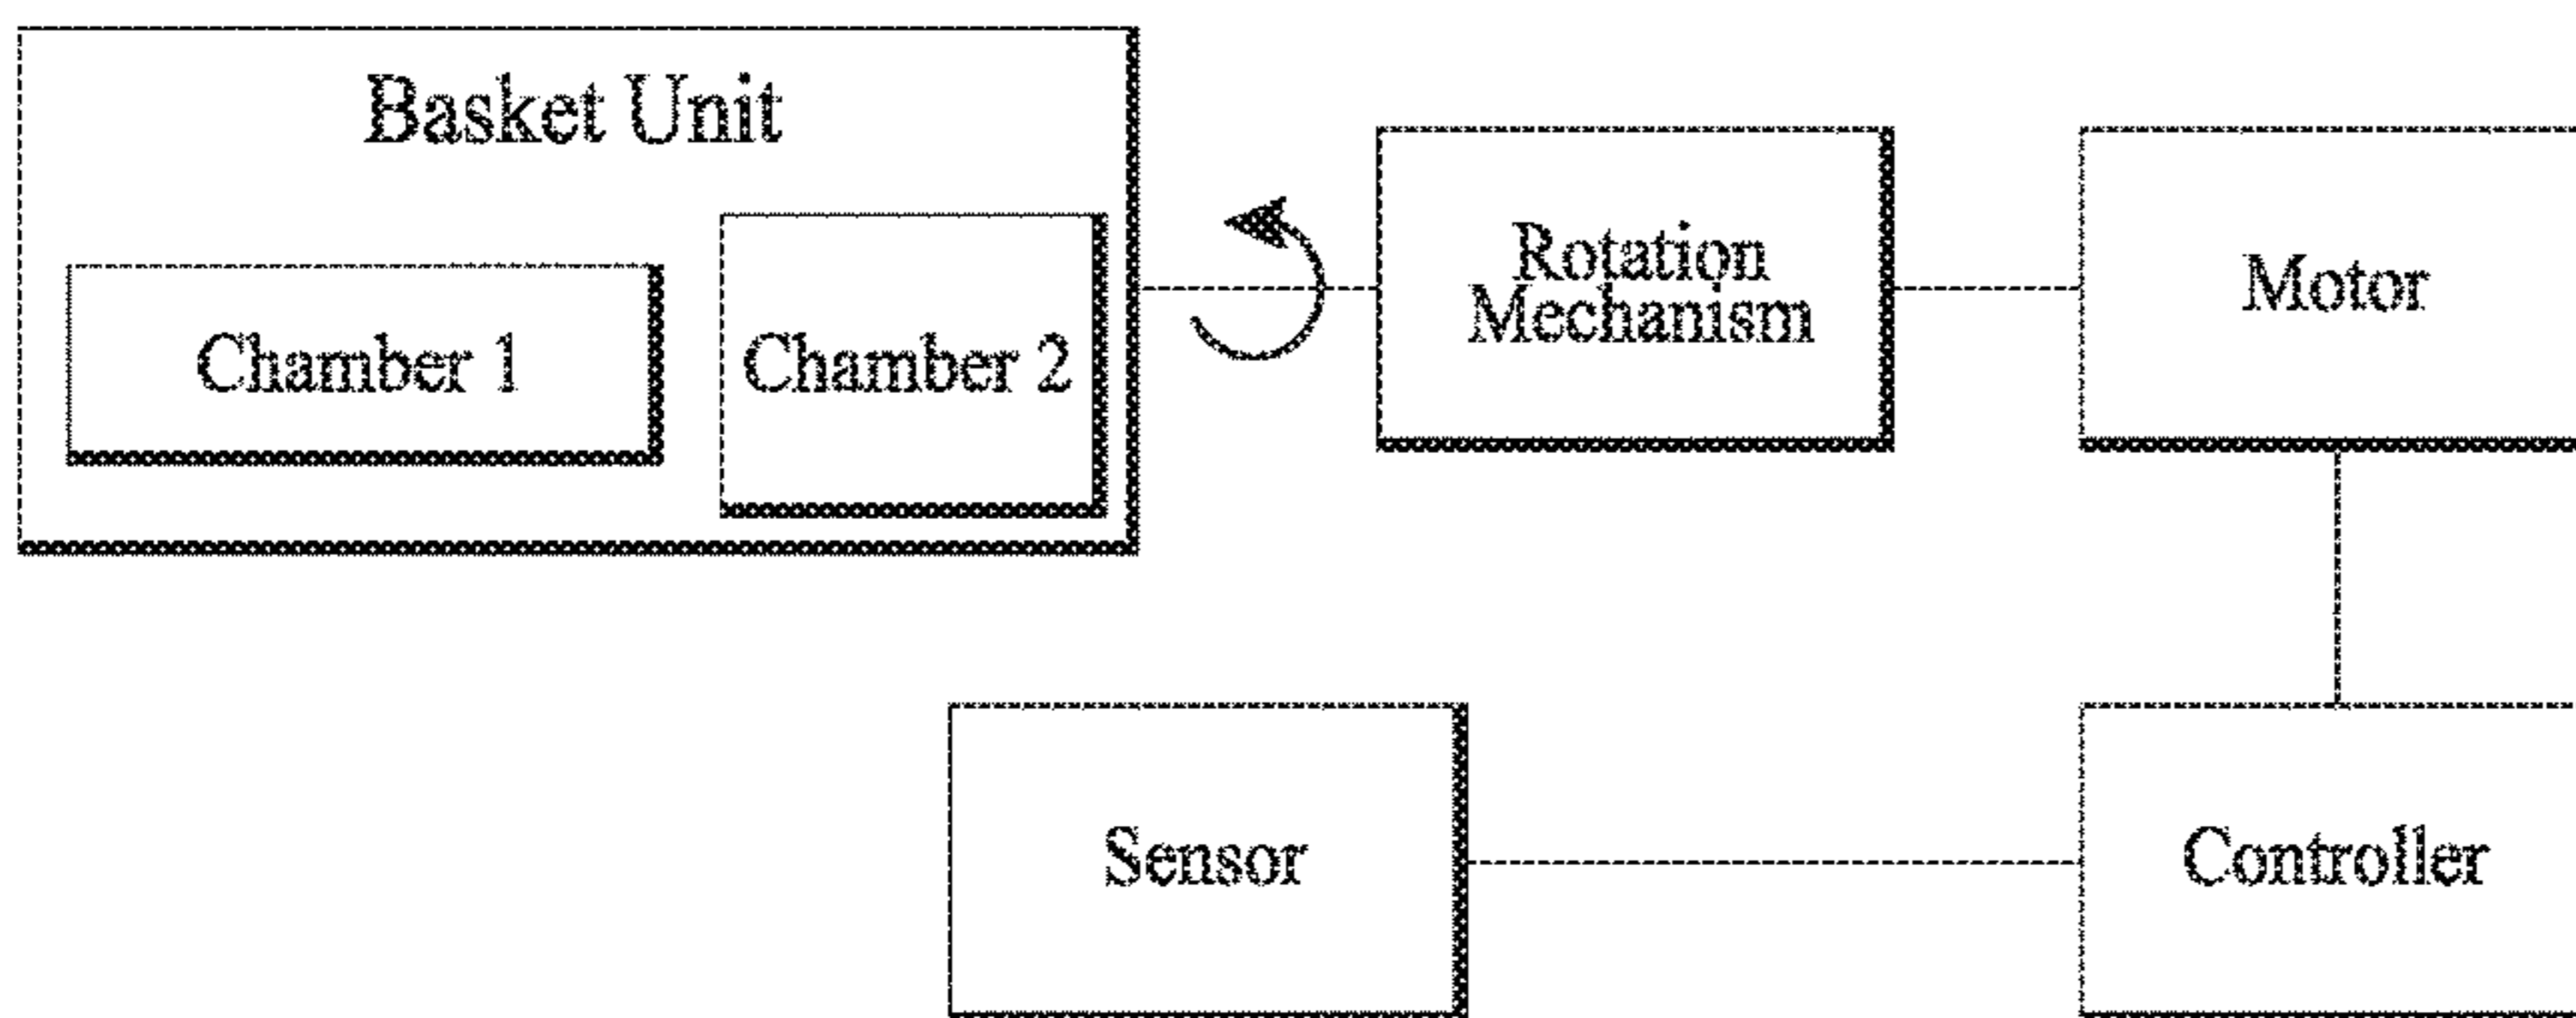 Basket Unit
Chamber 1
Chamber 2
Rotation
Mechanism
Motor
Sensor
Controller